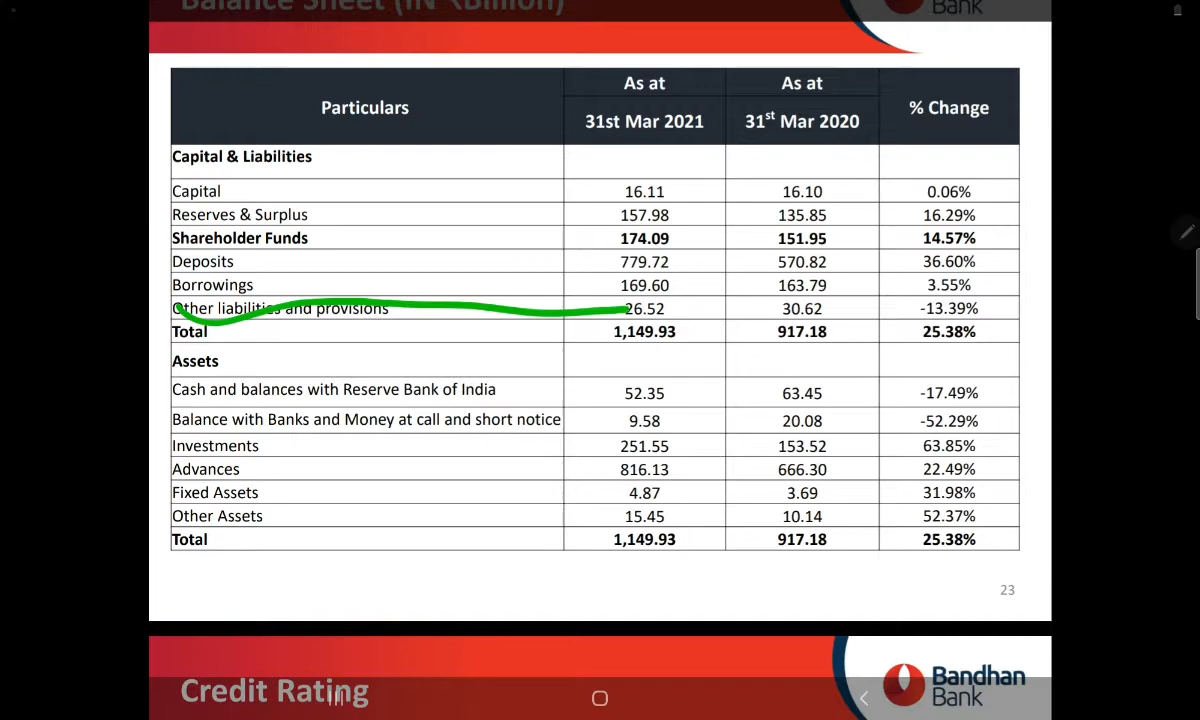 Balance Sheet (IN ₹Billion)
Bank
Particulars As at As at % Change
31st Mar 2021 31st Mar 2020
Capital & Liabilities
Capital 16.11 16.10 0.06%
Reserves & Surplus 157.98 135.85 16.29%
Shareholder Funds 174.09 151.95 14.57%
Deposits 779.72 570.82 36.60%
Borrowings 169.60 163.79 3.55%
Other liabilities and provisions 26.52 30.62 -13.39%
Total 1,149.93 917.18 25.38%
Assets
Cash and balances with Reserve Bank of India 52.35 63.45 -17.49%
Balance with Banks and Money at call and short notice 9.58 20.08 -52.29%
Investments 251.55 153.52 63.85%
Advances 816.13 666.30 22.49%
Fixed Assets 4.87 3.69 31.98%
Other Assets 15.45 10.14 52.37%
Total 1,149.93 917.18 25.38%
23
Credit Rating
Bandhan
Bank